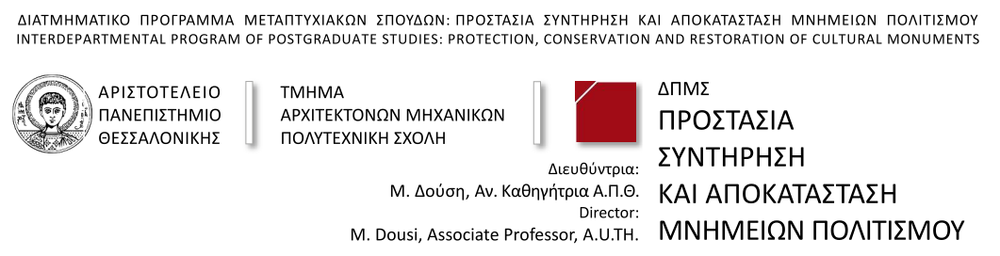 ΔΙΑΤΜΗΜΑΤΙΚΟ ΠΡΟΓΡΑΜΜΑ ΜΕΤΑΠΤΥΧΙΑΚΩΝ ΣΠΟΥΔΩΝ: ΠΡΟΣΤΑΣΙΑ ΣΥΝΤΗΡΗΣΗ ΚΑΙ ΑΠΟΚΑΤΑΣΤΑΣΗ ΜΝΗΜΕΙΩΝ ΠΟΛΙΤΙΣΜΟΥ
INTERDEPARTMENTAL PROGRAM OF POSTGRADUATE STUDIES: PROTECTION, CONSERVATION AND RESTORATION OF CULTURAL MONUMENTS
ΑΡΙΣΤΟΤΕΛΕΙΟ
ΠΑΝΕΠΙΣΤΗΜΙΟ
ΘΕΣΣΑΛΟΝΙΚΗΣ
ΤΜΗΜΑ
ΑΡΧΙΤΕΚΤΟΝΩΝ ΜΗΧΑΝΙΚΩΝ
ΠΟΛΥΤΕΧΝΙΚΗ ΣΧΟΛΗ
Διευθύντρια:
Μ. Δούση, Αν. Καθηγήτρια Α.Π.Θ.
Director:
M. Dousi, Associate Professor, A.U.TH.
ΔΠΜΣ
ΠΡΟΣΤΑΣΙΑ
ΣΥΝΤΗΡΗΣΗ
ΚΑΙ ΑΠΟΚΑΤΑΣΤΑΣΗ
ΜΝΗΜΕΙΩΝ ΠΟΛΙΤΙΣΜΟΥ